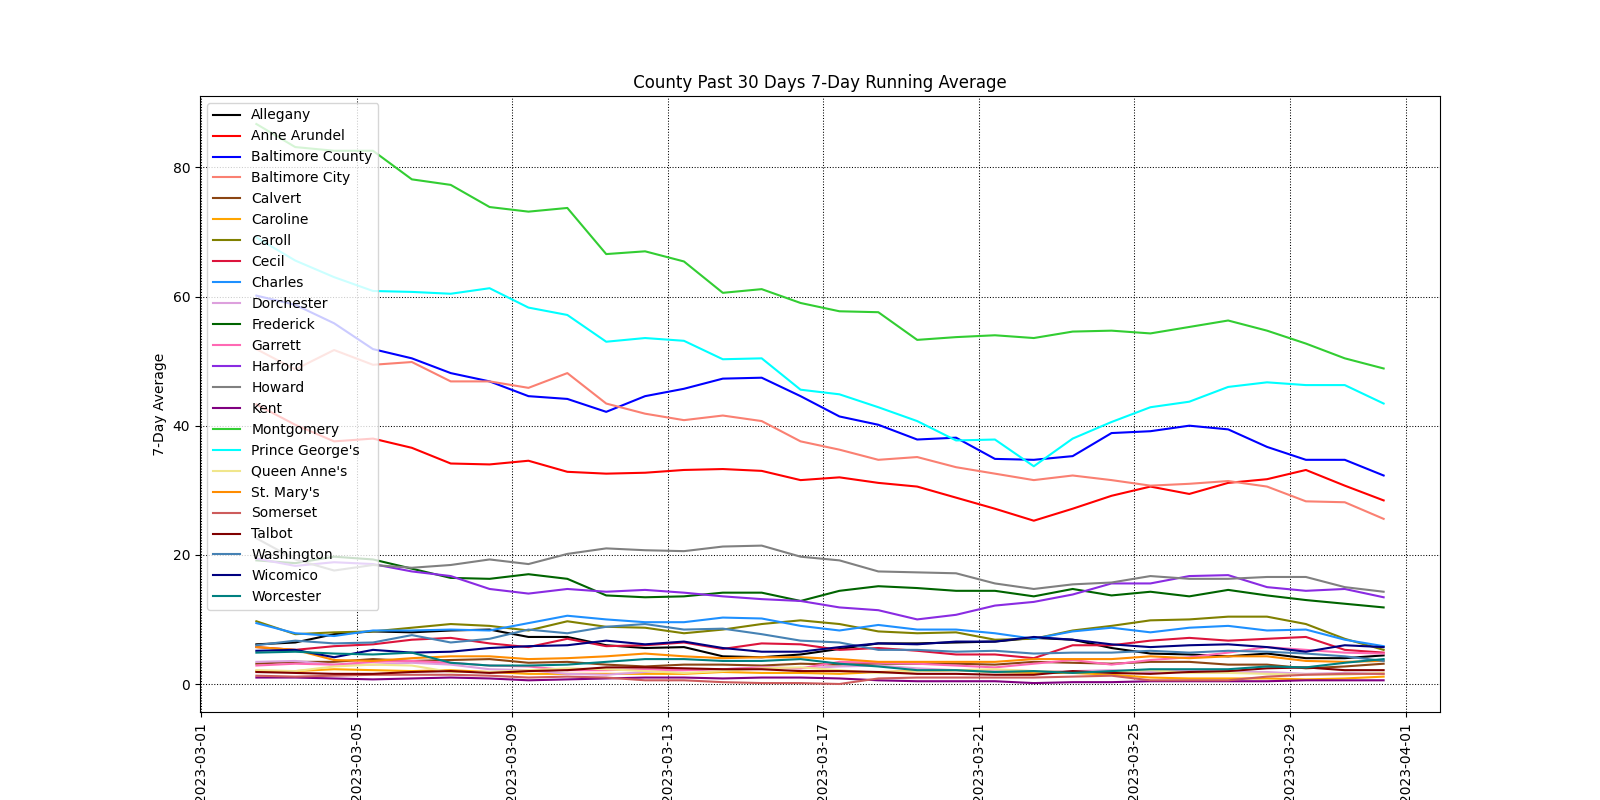 County Past 30 Days 7-Day Running Average
7-Day Average
80
60
40
20
0
Allegany
Anne Arundel
Baltimore County
Baltimore City
Calvert
Caroline
Caroll
Cecil
Charles
Dorchester
Frederick
Garrett
Harford
Howard
Kent
Montgomery
Prince George's
Queen Anne's
St. Mary's
Somerset
Talbot
Washington
Wicomico
Worcester
2023-03-01
2023-03-05
2023-03-09
2023-03-13
2023-03-17
2023-03-21
2023-03-25
2023-03-29
2023-04-01